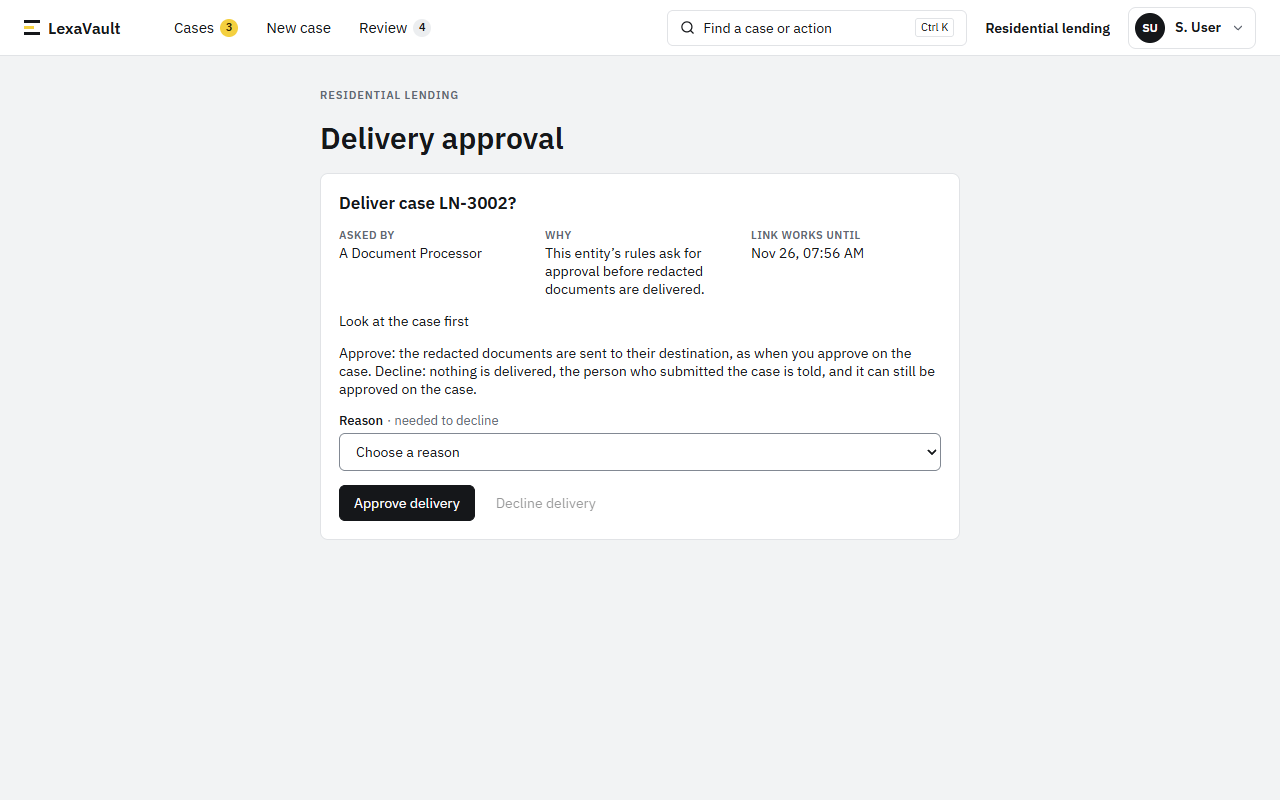 LexaVault Cases 3 New case Review 4 Find a case or action Ctrl K Residential lending SU S. User
RESIDENTIAL LENDING
Delivery approval
Deliver case LN-3002?
ASKED BY
A Document Processor
WHY
This entity’s rules ask for
approval before redacted
documents are delivered.
LINK WORKS UNTIL
Nov 26, 07:56 AM
Look at the case first
Approve: the redacted documents are sent to their destination, as when you approve on the
case. Decline: nothing is delivered, the person who submitted the case is told, and it can still be
approved on the case.
Reason · needed to decline
Choose a reason
Approve delivery Decline delivery